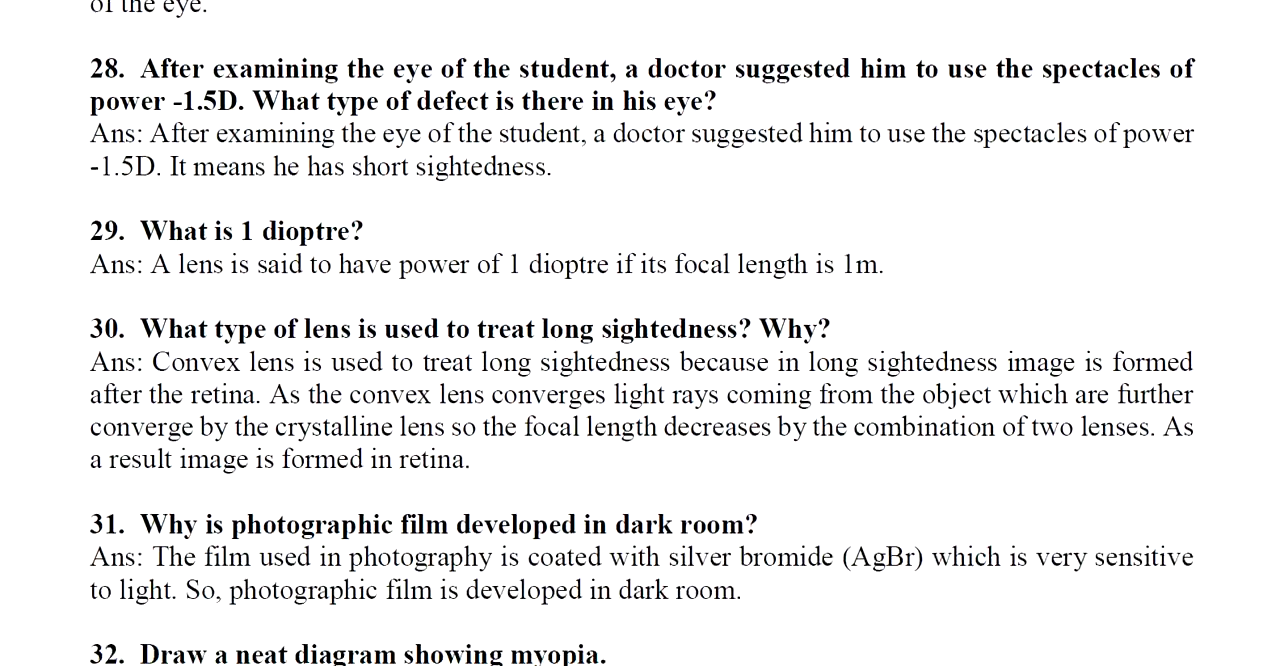 of the eye.
28. After examining the eye of the student, a doctor suggested him to use the spectacles of
power -1.5D. What type of defect is there in his eye?
Ans: After examining the eye of the student, a doctor suggested him to use the spectacles of power
-1.5D. It means he has short sightedness.
29. What is 1 dioptre?
Ans: A lens is said to have power of 1 dioptre if its focal length is 1m.
30. What type of lens is used to treat long sightedness? Why?
Ans: Convex lens is used to treat long sightedness because in long sightedness image is formed
after the retina. As the convex lens converges light rays coming from the object which are further
converge by the crystalline lens so the focal length decreases by the combination of two lenses. As
a result image is formed in retina.
31. Why is photographic film developed in dark room?
Ans: The film used in photography is coated with silver bromide (AgBr) which is very sensitive
to light. So, photographic film is developed in dark room.
32. Draw a neat diagram showing myopia.